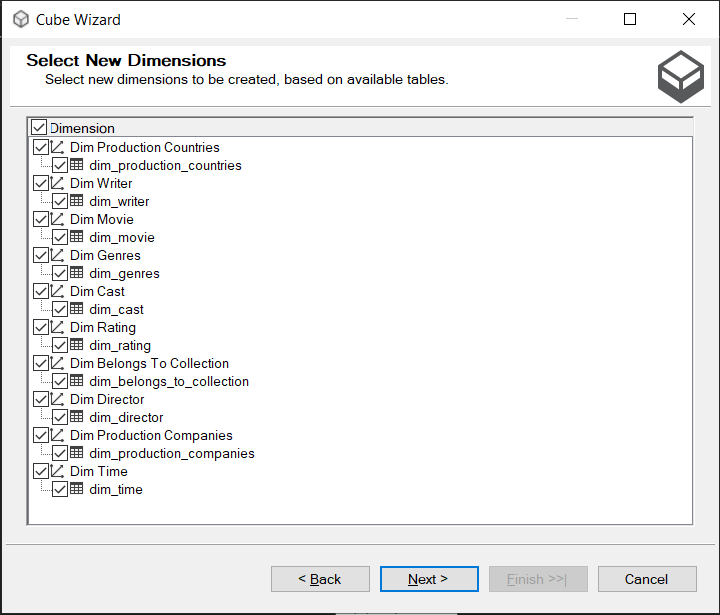 Cube Wizard
Select New Dimensions
Select new dimensions to be created, based on available tables.
Dimension
Dim Production Countries
dim_production_countries
Dim Writer
dim_writer
Dim Movie
dim_movie
Dim Genres
dim_genres
Dim Cast
dim_cast
Dim Rating
dim_rating
Dim Belongs To Collection
dim_belongs_to_collection
Dim Director
dim_director
Dim Production Companies
dim_production_companies
Dim Time
dim_time
< Back Next > Finish >>| Cancel